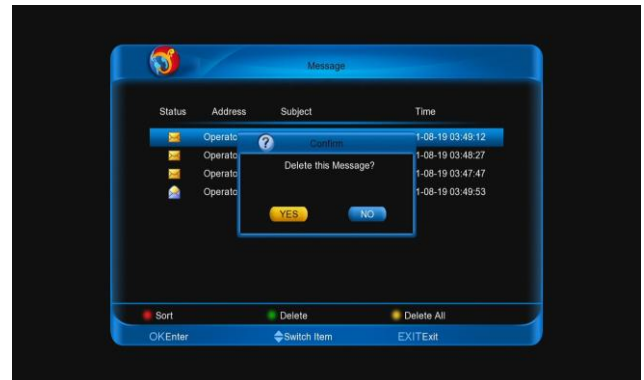 Message
Status Address Subject Time
Operato 1-08-19 03:49:12
Operato 1-08-19 03:48:27
Operato 1-08-19 03:47:47
Operato 1-08-19 03:49:53
? Confirm
Delete this Message?
YES NO
Sort Delete Delete All
OKEnter Switch Item EXITExit